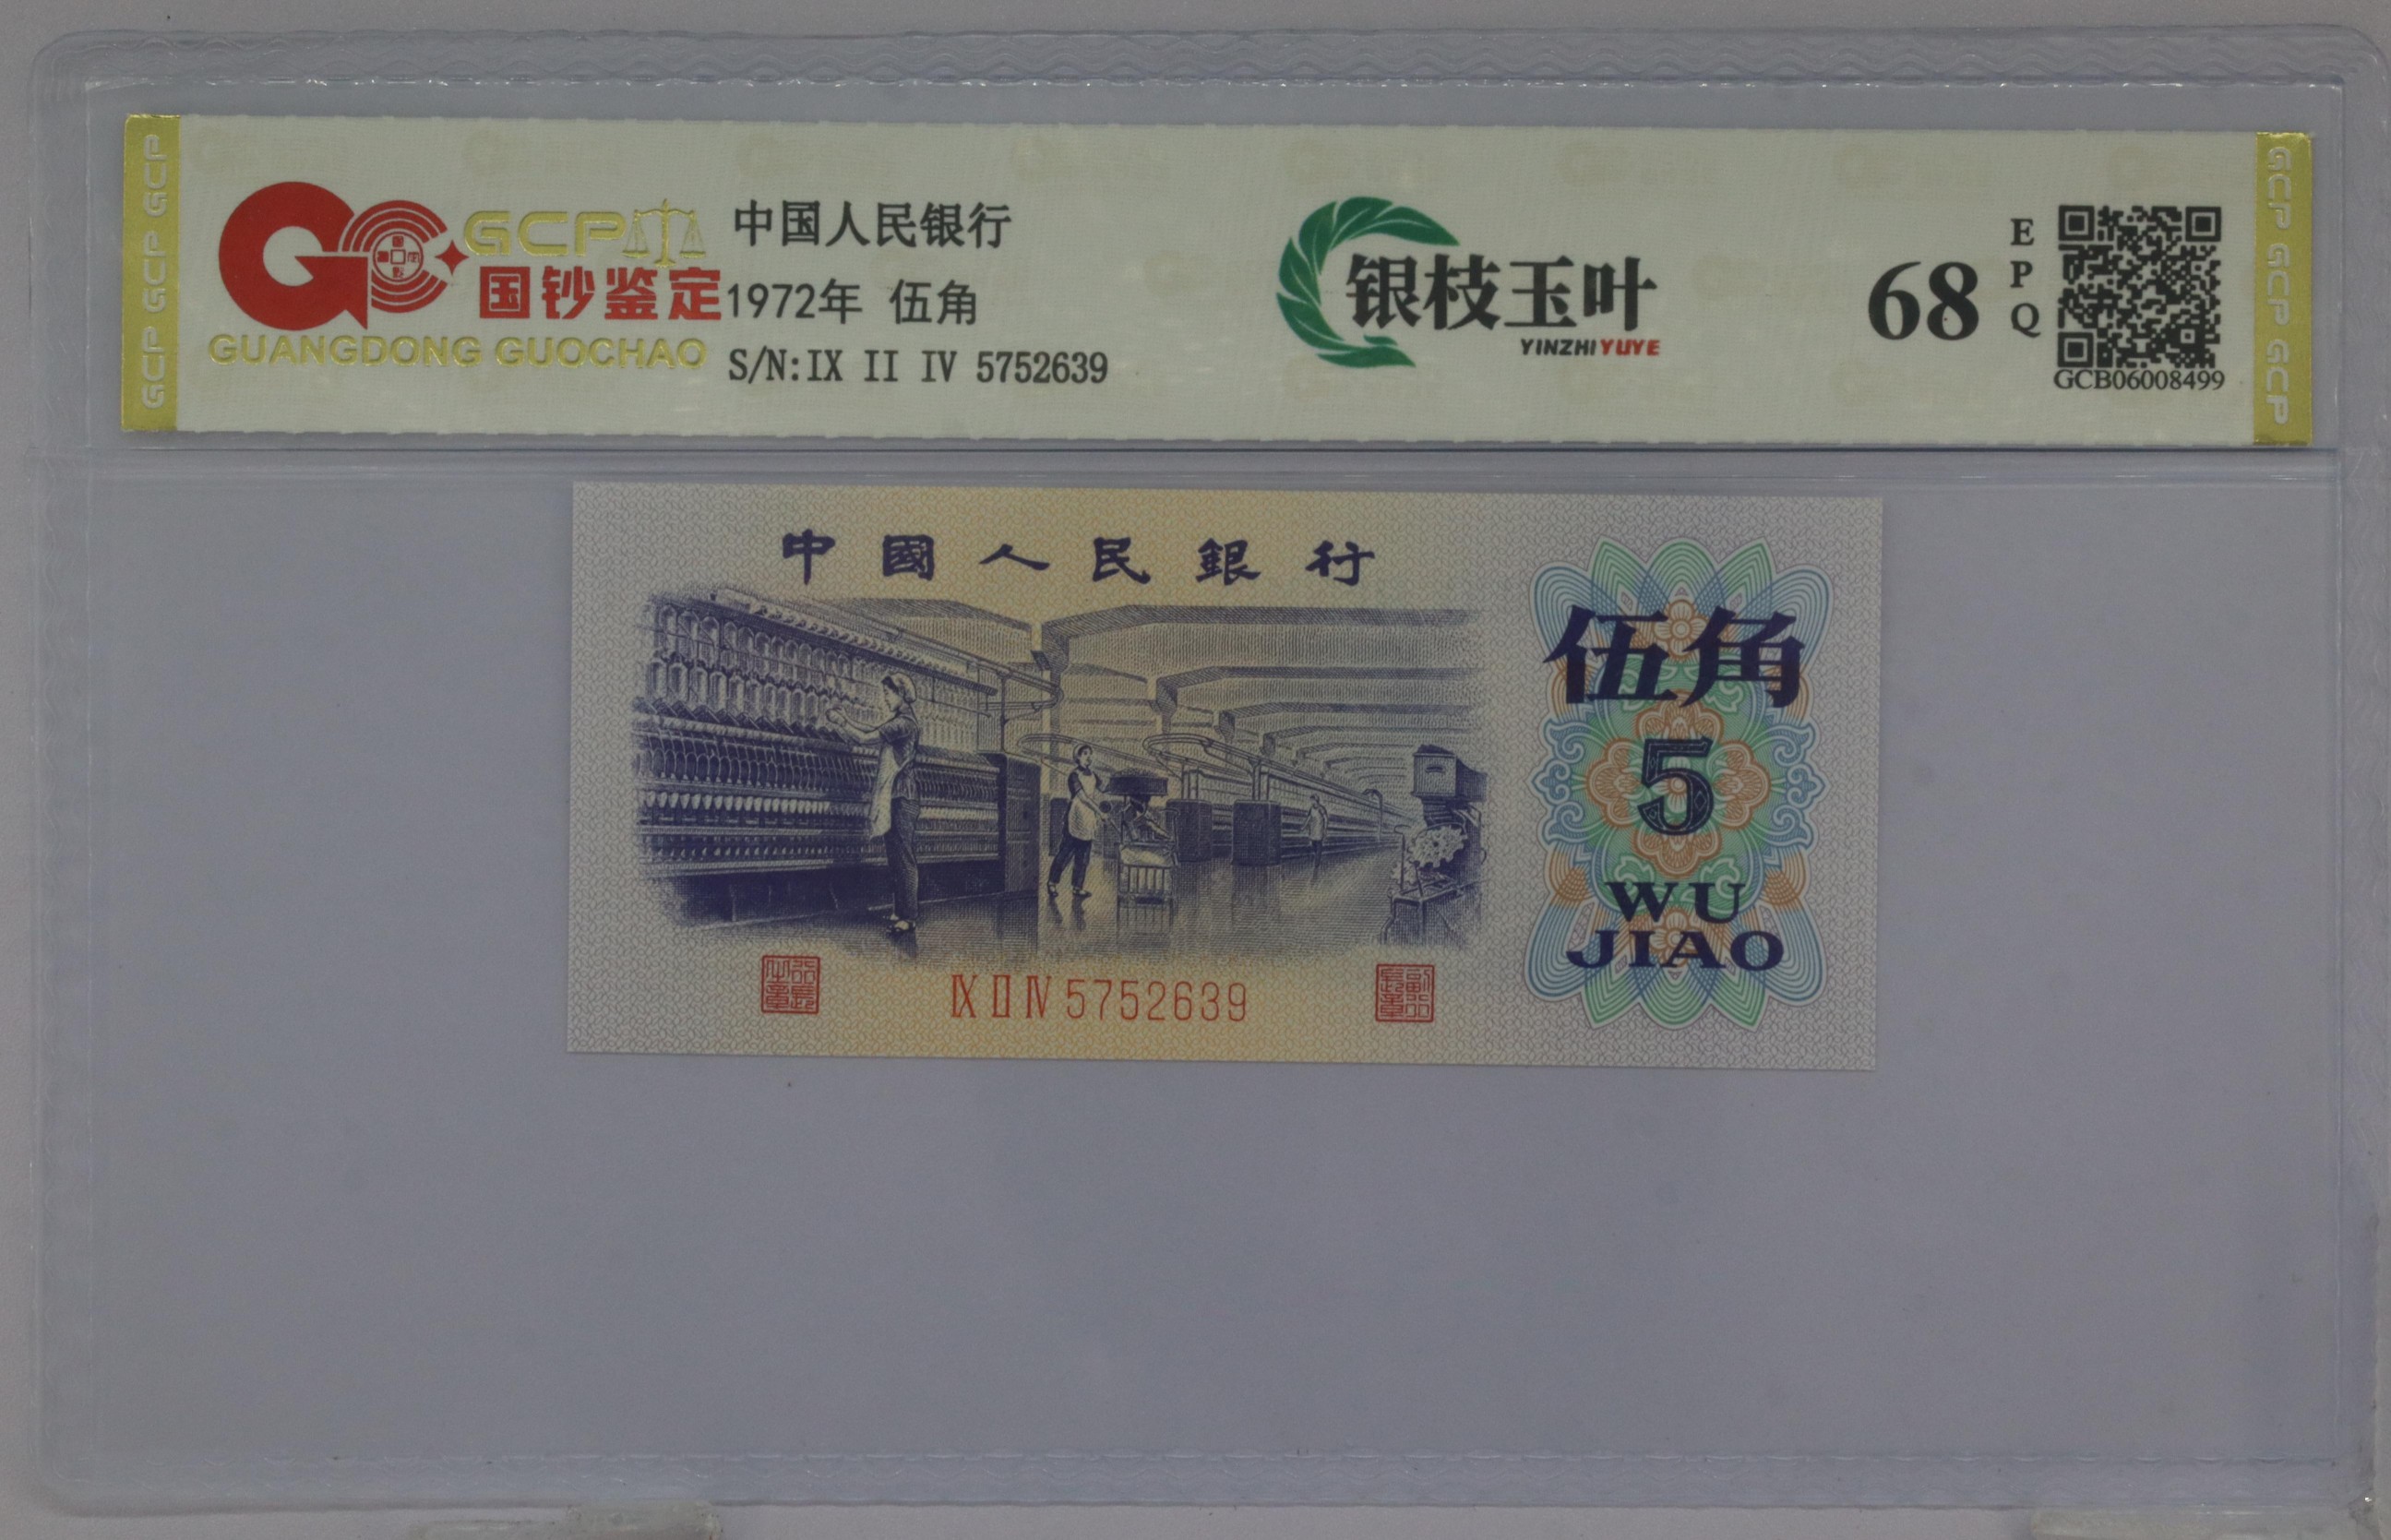 GCP GCP GCP
GCP
国钞鉴定
GUANGDONG GUOCHAO
中国人民银行
1972年 伍角
S/N:IX II IV 5752639
银枝玉叶
YINZHIYUYE
68
EPQ
GCB06008499
GCP GCP GCP
中國人民銀行
伍角
5
WU
JIAO
IX II IV 5752639